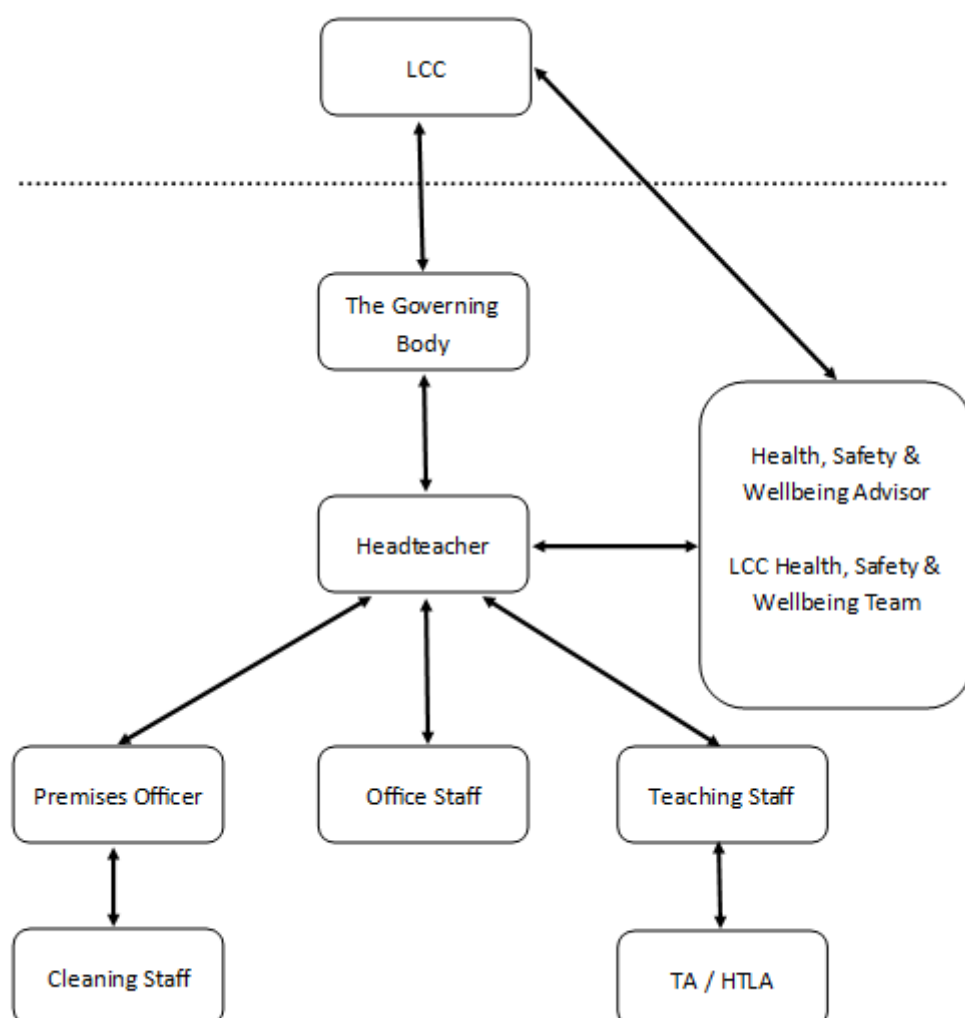 LCC
The Governing
Body
Health, Safety &
Wellbeing Advisor
Headteacher
LCC Health, Safety &
Wellbeing Team
Premises Officer
Office Staff
Teaching Staff
Cleaning Staff
TA / HTLA